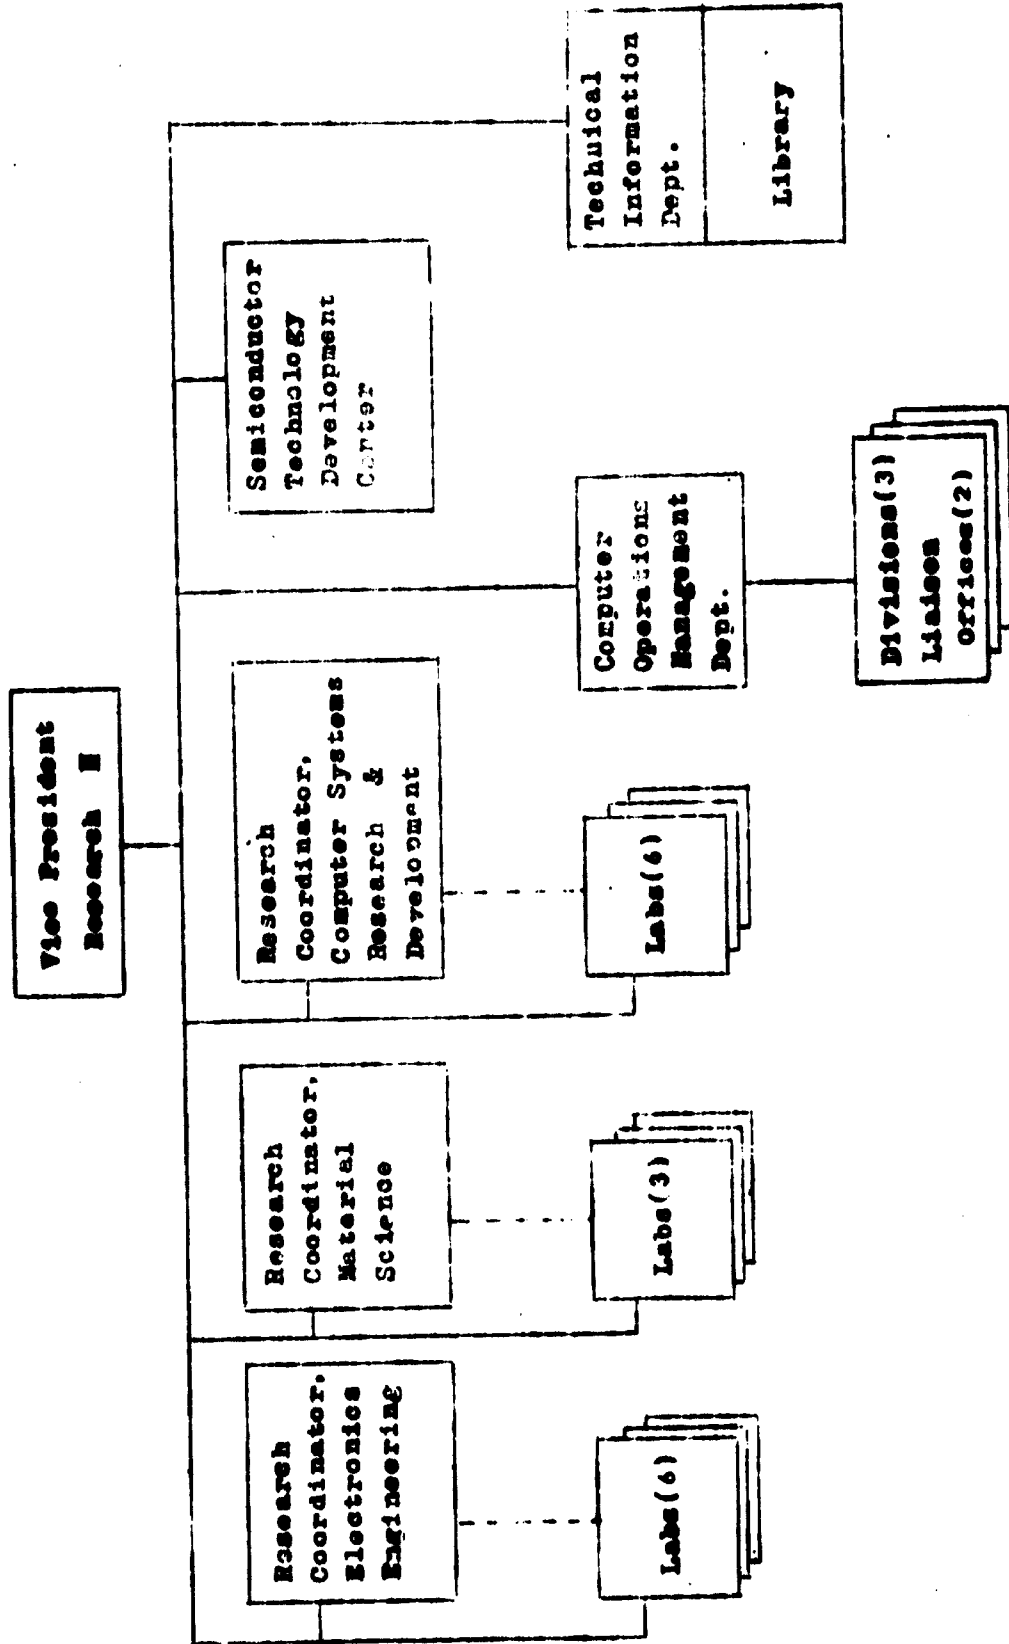 Vice President
Research
Research
Coordinator,
Electronics
Engineering
Research
Coordinator,
Material
Science
Research
Coordinator,
Computer Systems
Research &
Development
Semiconductor
Technology
Development
Center
Labs(6)
Labs(3)
Labs(6)
Computer
Operations
Management
Dept.
Technical
Information
Dept.
Library
Divisions(3)
Liaison
Offices(2)